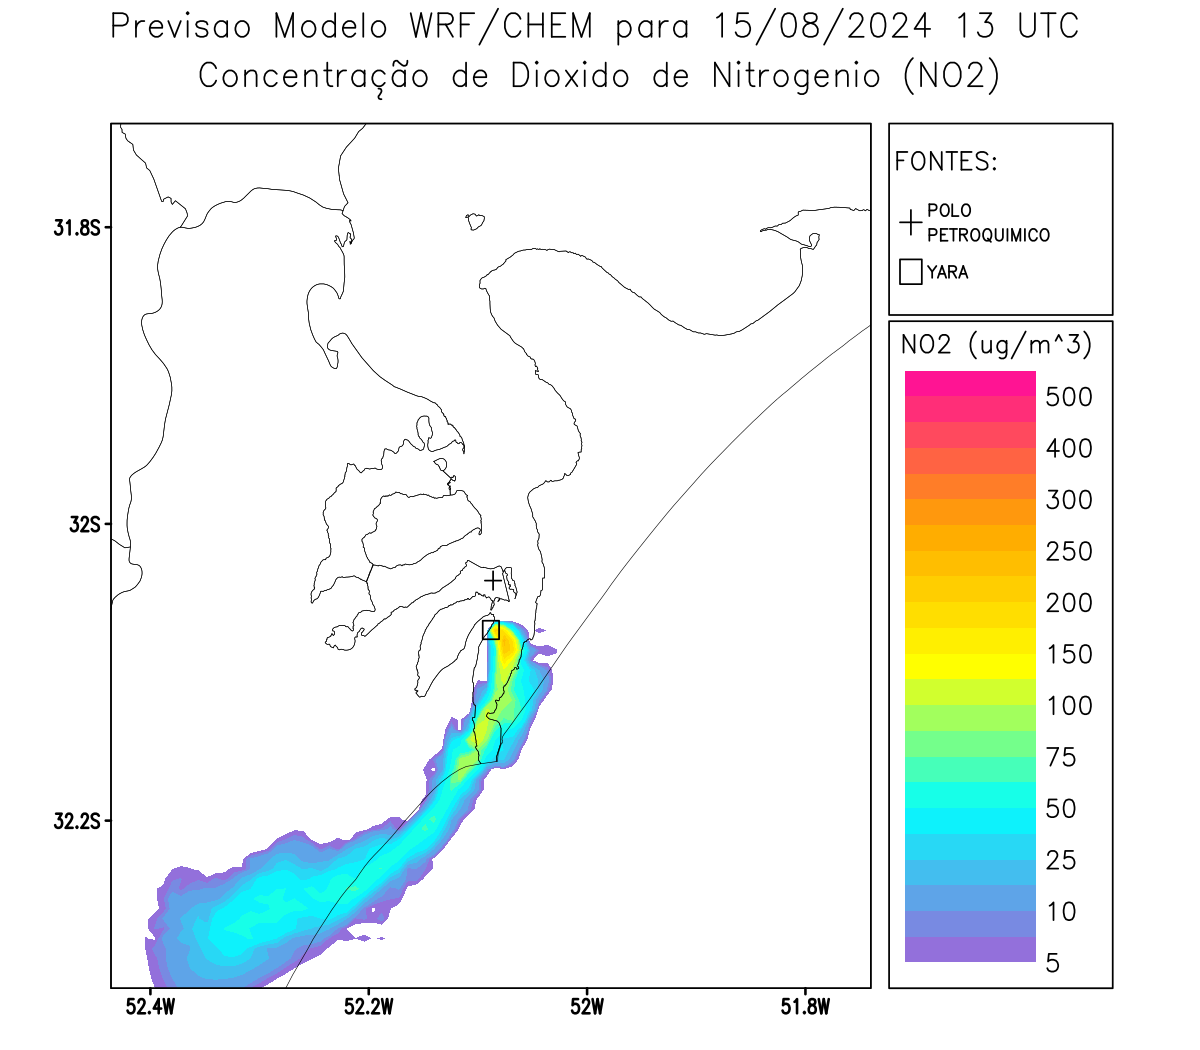 Previsao Modelo WRF/CHEM para 15/08/2024 13 UTC
Concentração de Dioxido de Nitrogenio (NO2)
FONTES:
POLO
PETROQUIMICO
YARA
NO2 (ug/m^3)
500
400
300
250
200
150
100
75
50
25
10
5
31.8S
32S
32.2S
52.4W
52.2W
52W
51.8W